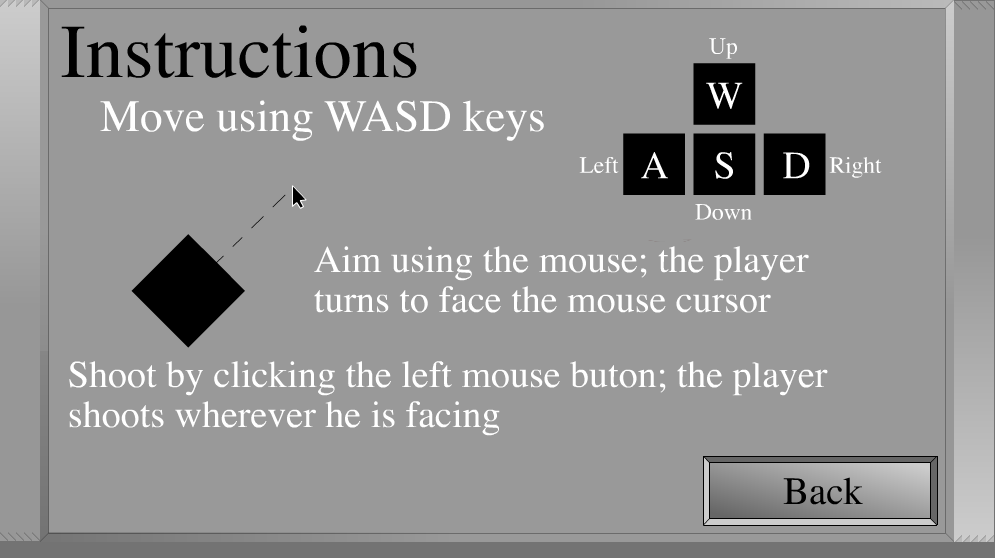 Instructions
Move using WASD keys
Up
W
Left A S D Right
Down
Aim using the mouse; the player
turns to face the mouse cursor
Shoot by clicking the left mouse buton; the player
shoots wherever he is facing
Back